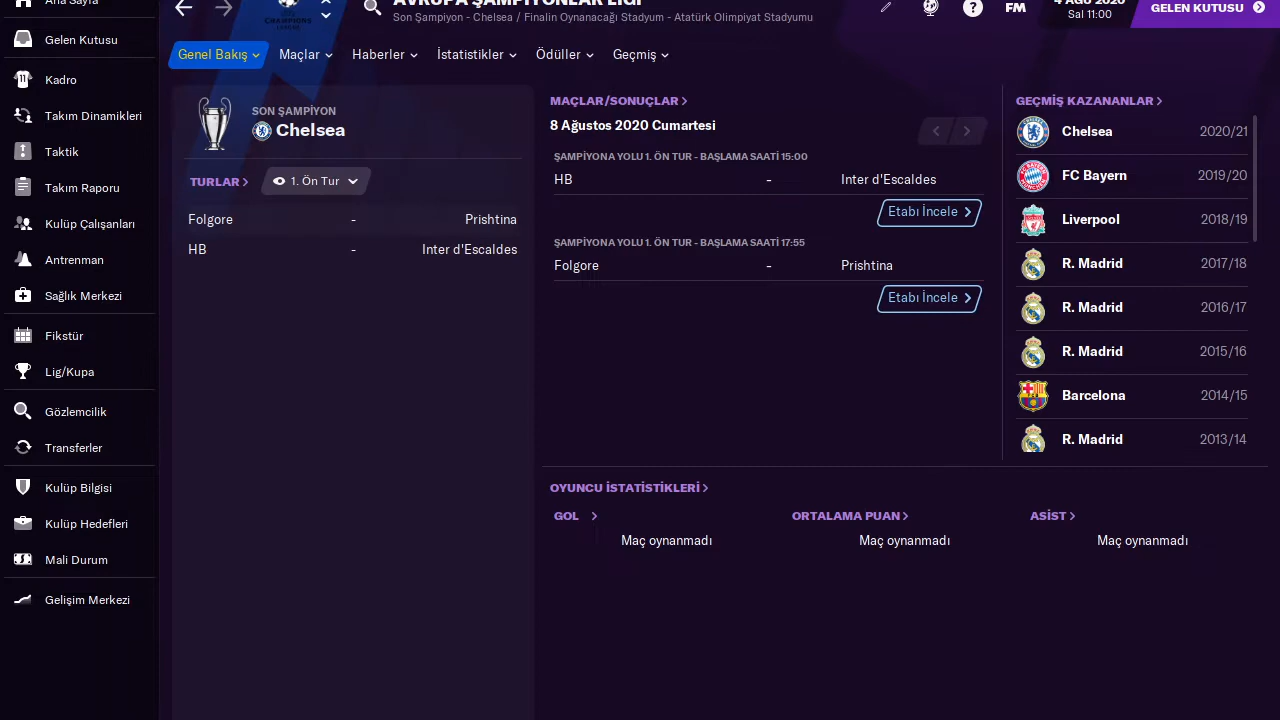 Ana Sayfa
Gelen Kutusu
Kadro
Takım Dinamikleri
Taktik
Takım Raporu
Kulüp Çalışanları
Antrenman
Sağlık Merkezi
Fikstür
Lig/Kupa
Gözlemcilik
Transferler
Kulüp Bilgisi
Kulüp Hedefleri
Mali Durum
Gelişim Merkezi
AVRUPA ŞAMPİYONLAR LİGİ
Son Şampiyon - Chelsea / Finalin Oynanacağı Stadyum - Atatürk Olimpiyat Stadyumu
CHAMPIONS LEAGUE
FM
4 AĞU 2020
Sal 11:00
GELEN KUTUSU
Genel Bakış
Maçlar
Haberler
İstatistikler
Ödüller
Geçmiş
SON ŞAMPİYON
Chelsea
TURLAR
1. Ön Tur
Folgore - Prishtina
HB - Inter d'Escaldes
MAÇLAR/SONUÇLAR
8 Ağustos 2020 Cumartesi
ŞAMPİYONA YOLU 1. ÖN TUR - BAŞLAMA SAATİ 15:00
HB - Inter d'Escaldes
Etabı İncele
ŞAMPİYONA YOLU 1. ÖN TUR - BAŞLAMA SAATİ 17:55
Folgore - Prishtina
Etabı İncele
GEÇMİŞ KAZANANLAR
Chelsea 2020/21
FC Bayern 2019/20
Liverpool 2018/19
R. Madrid 2017/18
R. Madrid 2016/17
R. Madrid 2015/16
Barcelona 2014/15
R. Madrid 2013/14
OYUNCU İSTATİSTİKLERİ
GOL
Maç oynanmadı
ORTALAMA PUAN
Maç oynanmadı
ASİST
Maç oynanmadı